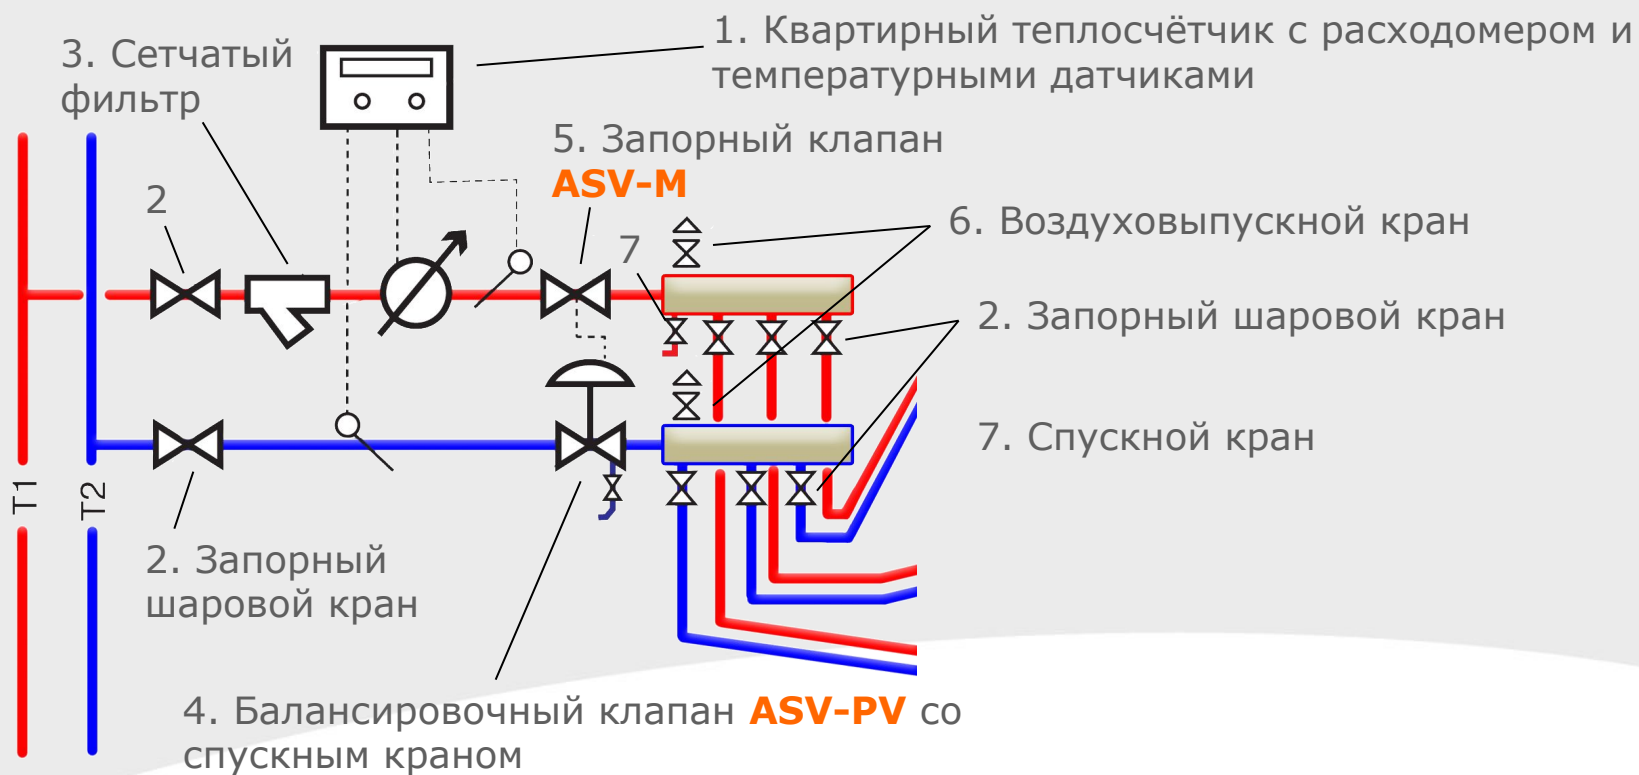 1. Квартирный теплосчётчик с расходомером и
температурными датчиками
3. Сетчатый
фильтр
5. Запорный клапан
ASV-M
2
7
6. Воздуховыпускной кран
2. Запорный шаровой кран
7. Спускной кран
T1
T2
2. Запорный
шаровой кран
4. Балансировочный клапан ASV-PV со
спускным краном